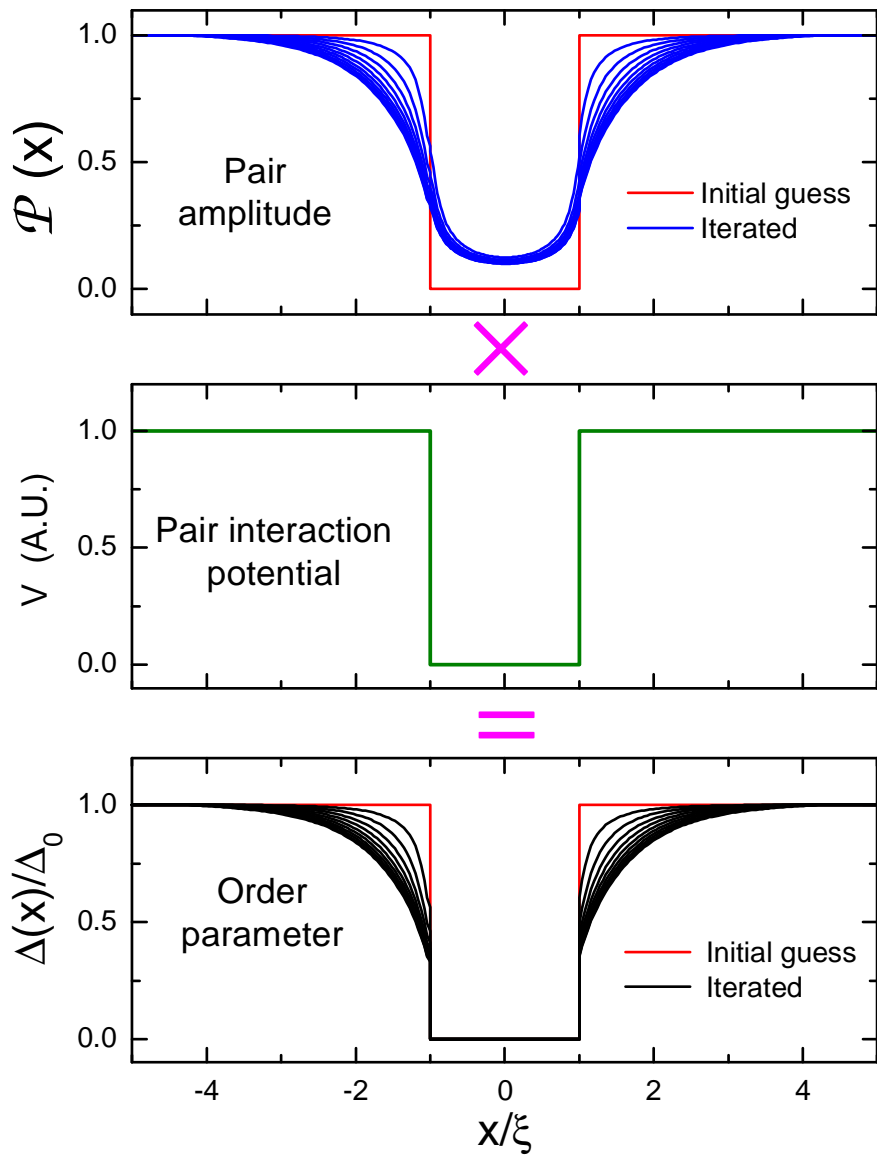 1.0
0.5
0.0
𝒫 (x)
Pair
amplitude
Initial guess
Iterated
×
1.0
0.5
0.0
V (A.U.)
Pair interaction
potential
=
1.0
0.5
0.0
Δ(x)/Δ₀
Order
parameter
Initial guess
Iterated
-4 -2 0 2 4
x/ξ